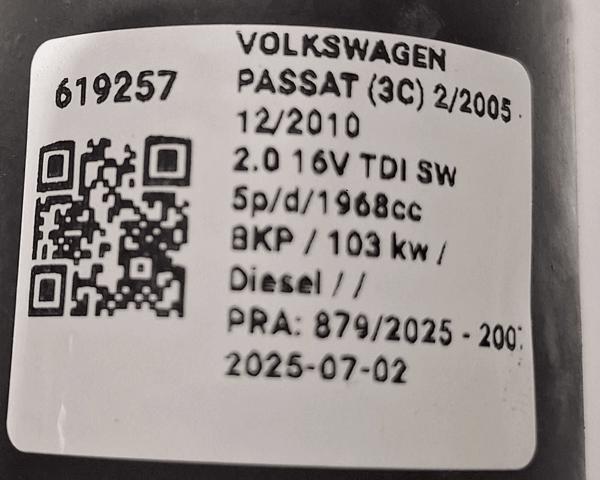 619257
VOLKSWAGEN
PASSAT (3C) 2/2005 -
12/2010
2.0 16V TDI SW
5p/d/1968cc
BKP / 103 kw /
Diesel / /
PRA: 879/2025 - 200
2025-07-02